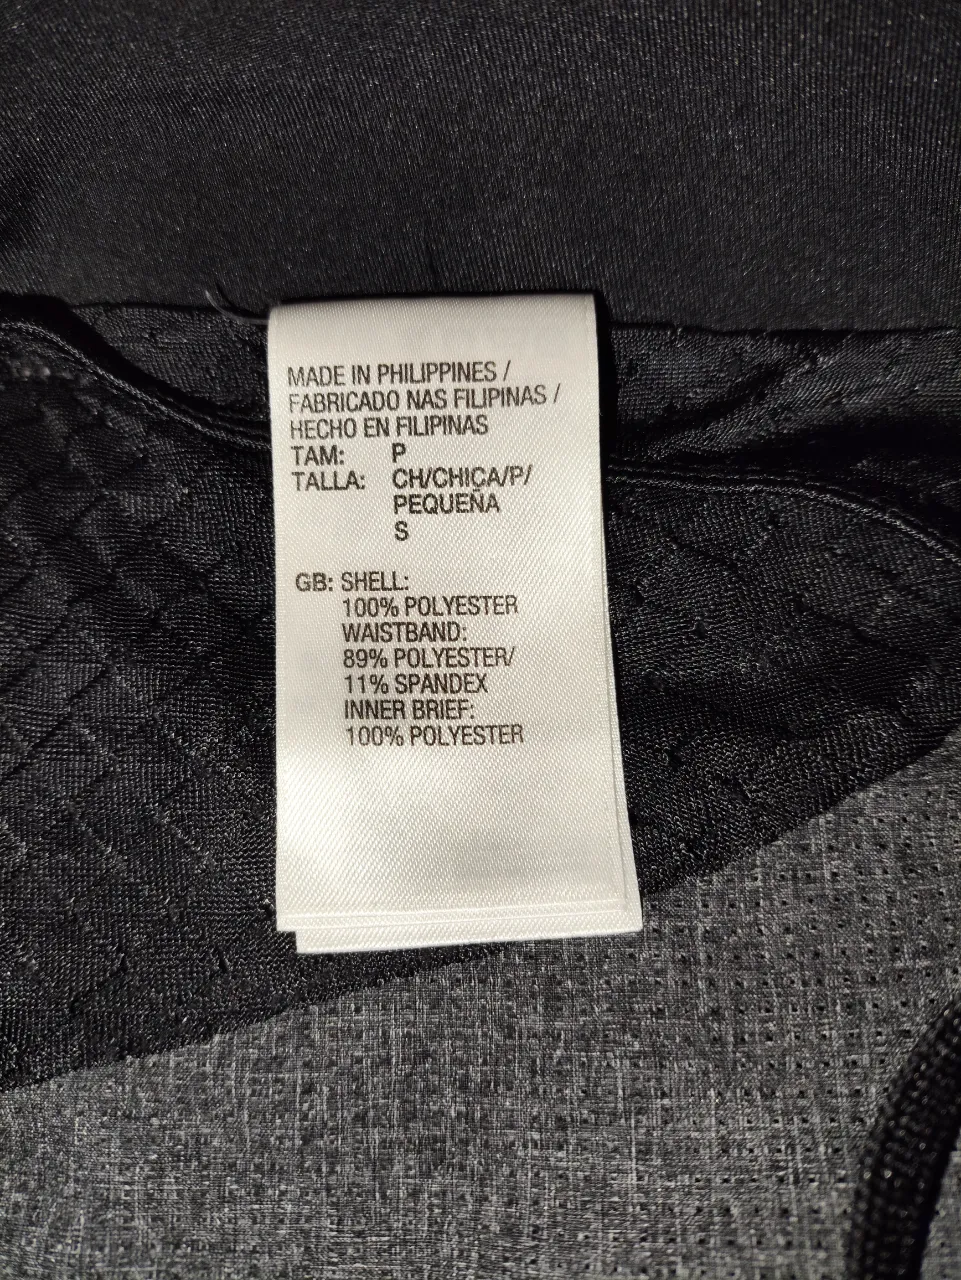 MADE IN PHILIPPINES /
FABRICADO NAS FILIPINAS /
HECHO EN FILIPINAS
TAM: P
TALLA: CH/CHICA/P/
PEQUEÑA
S
GB: SHELL:
100% POLYESTER
WAISTBAND:
89% POLYESTER/
11% SPANDEX
INNER BRIEF:
100% POLYESTER